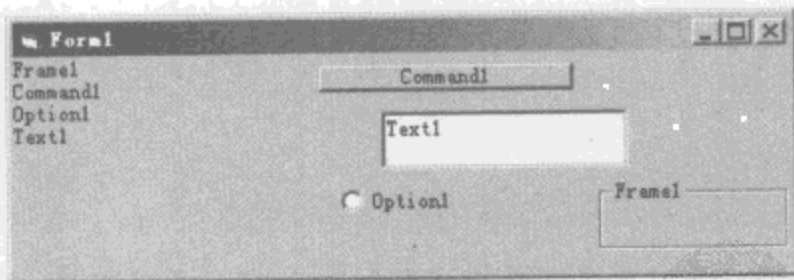 Form1
Frame1
Command1
Option1
Text1
Command1
Text1
Option1
Frame1